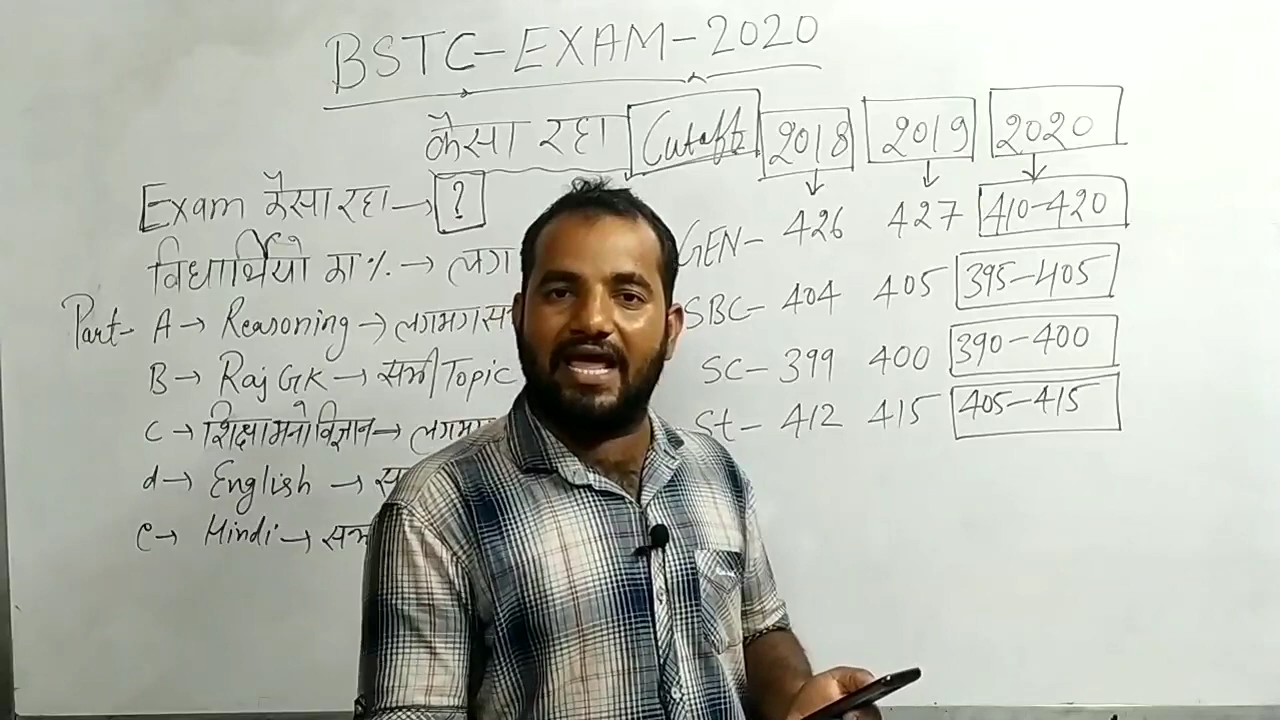 BSTC-EXAM-2020
कैसा रहा Cutoff 2018 2019 2020
Exam कैसा रहा → ?
विधार्थियो का % → लग
Part- A → Reasoning → लगभग स
B → Raj GK → सभी Topic
C → शिक्षा मनोविज्ञान → लगभग
d → English → स
e → Hindi → सभ
GEN- 426 427 410-420
SBC- 404 405 395-405
SC- 399 400 390-400
St- 412 415 405-415